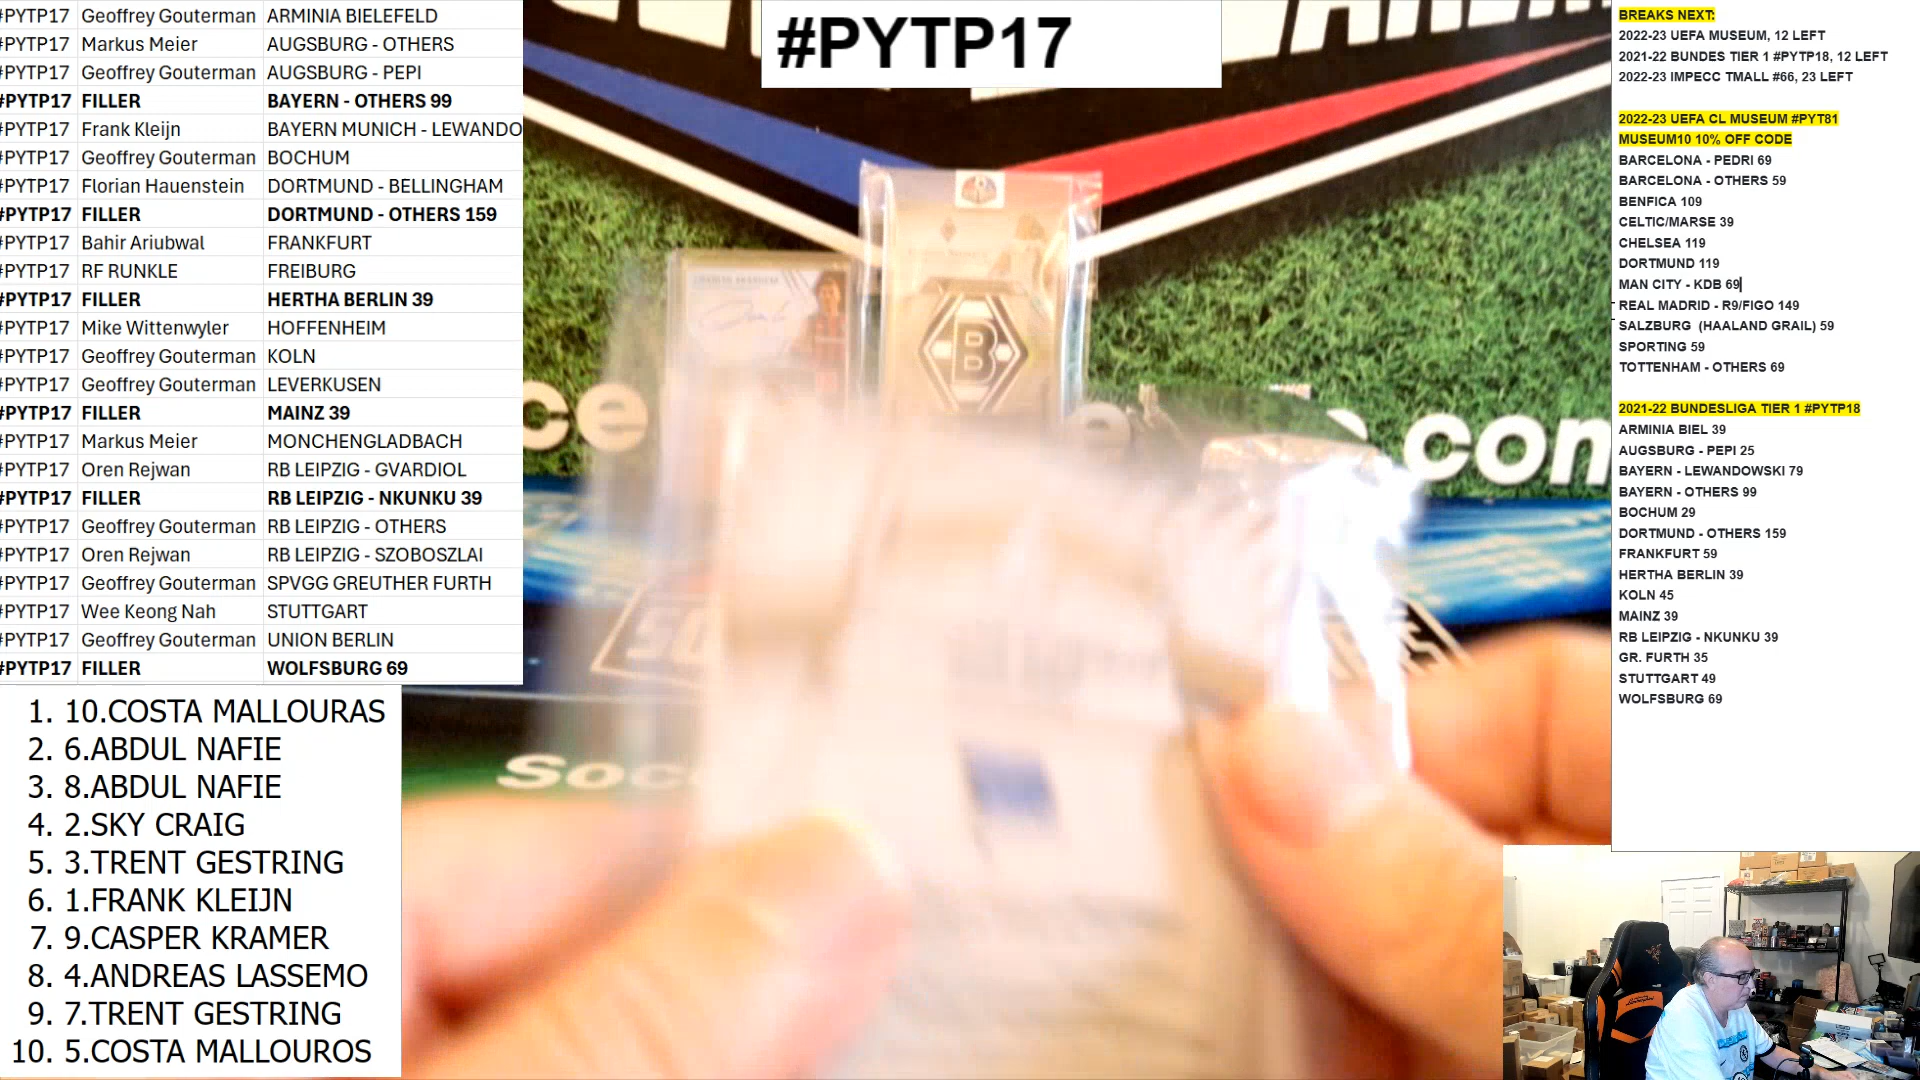 #PYTP17 Geoffrey Gouterman ARMINIA BIELEFELD
#PYTP17 Markus Meier AUGSBURG - OTHERS
#PYTP17 Geoffrey Gouterman AUGSBURG - PEPI
#PYTP17 FILLER BAYERN - OTHERS 99
#PYTP17 Frank Kleijn BAYERN MUNICH - LEWANDO
#PYTP17 Geoffrey Gouterman BOCHUM
#PYTP17 Florian Hauenstein DORTMUND - BELLINGHAM
#PYTP17 FILLER DORTMUND - OTHERS 159
#PYTP17 Bahir Ariubwal FRANKFURT
#PYTP17 RF RUNKLE FREIBURG
#PYTP17 FILLER HERTHA BERLIN 39
#PYTP17 Mike Wittenwyler HOFFENHEIM
#PYTP17 Geoffrey Gouterman KOLN
#PYTP17 Geoffrey Gouterman LEVERKUSEN
#PYTP17 FILLER MAINZ 39
#PYTP17 Markus Meier MONCHENGLADBACH
#PYTP17 Oren Rejwan RB LEIPZIG - GVARDIOL
#PYTP17 FILLER RB LEIPZIG - NKUNKU 39
#PYTP17 Geoffrey Gouterman RB LEIPZIG - OTHERS
#PYTP17 Oren Rejwan RB LEIPZIG - SZOBOSZLAI
#PYTP17 Geoffrey Gouterman SPVGG GREUTHER FURTH
#PYTP17 Wee Keong Nah STUTTGART
#PYTP17 Geoffrey Gouterman UNION BERLIN
#PYTP17 FILLER WOLFSBURG 69
1. 10.COSTA MALLOURAS
2. 6.ABDUL NAFIE
3. 8.ABDUL NAFIE
4. 2.SKY CRAIG
5. 3.TRENT GESTRING
6. 1.FRANK KLEIJN
7. 9.CASPER KRAMER
8. 4.ANDREAS LASSEMO
9. 7.TRENT GESTRING
10. 5.COSTA MALLOUROS
#PYTP17
ce
e
.com
Soc
BREAKS NEXT:
2022-23 UEFA MUSEUM, 12 LEFT
2021-22 BUNDES TIER 1 #PYTP18, 12 LEFT
2022-23 IMPECC TMALL #66, 23 LEFT
2022-23 UEFA CL MUSEUM #PYT81
MUSEUM10 10% OFF CODE
BARCELONA - PEDRI 69
BARCELONA - OTHERS 59
BENFICA 109
CELTIC/MARSE 39
CHELSEA 119
DORTMUND 119
MAN CITY - KDB 69
REAL MADRID - R9/FIGO 149
SALZBURG (HAALAND GRAIL) 59
SPORTING 59
TOTTENHAM - OTHERS 69
2021-22 BUNDESLIGA TIER 1 #PYTP18
ARMINIA BIEL 39
AUGSBURG - PEPI 25
BAYERN - LEWANDOWSKI 79
BAYERN - OTHERS 99
BOCHUM 29
DORTMUND - OTHERS 159
FRANKFURT 59
HERTHA BERLIN 39
KOLN 45
MAINZ 39
RB LEIPZIG - NKUNKU 39
GR. FURTH 35
STUTTGART 49
WOLFSBURG 69